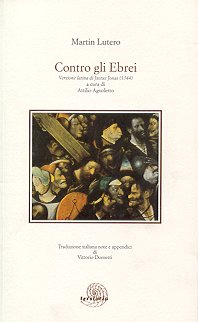 Martin Lutero
Contro gli Ebrei
Versione latina di Justus Jonas (1544)
a cura di
Attilio Agnoletto
Traduzione italiana note e appendici
di
Vittorio Dornetti
terziaria